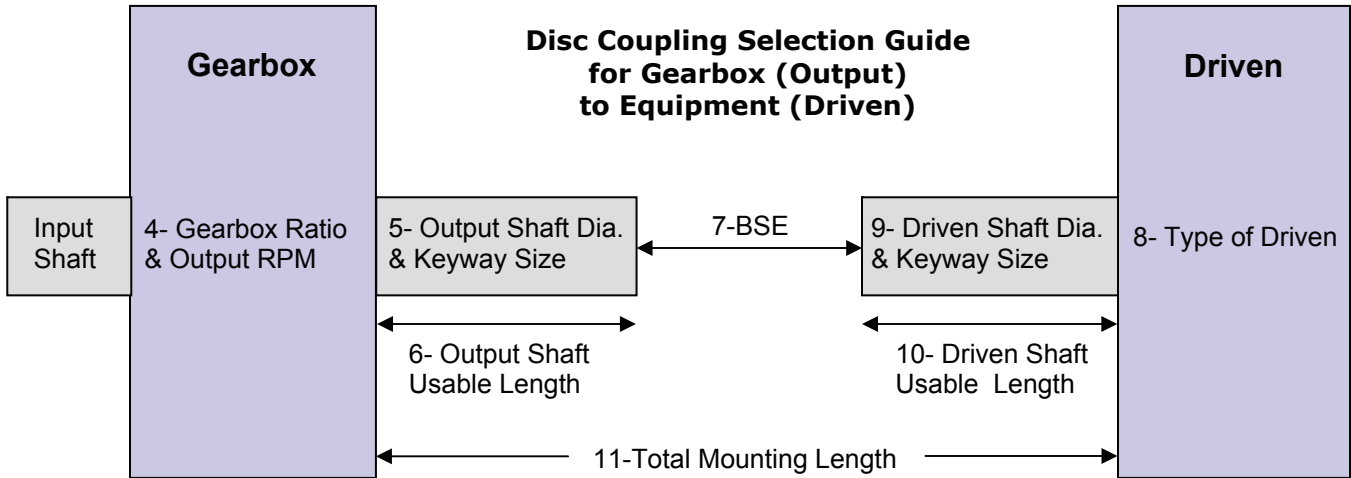 Disc Coupling Selection Guide
for Gearbox (Output)
to Equipment (Driven)
Gearbox
Driven
Input
Shaft
4- Gearbox Ratio
& Output RPM
5- Output Shaft Dia.
& Keyway Size
7-BSE
9- Driven Shaft Dia.
& Keyway Size
8- Type of Driven
6- Output Shaft
Usable Length
10- Driven Shaft
Usable  Length
11-Total Mounting Length